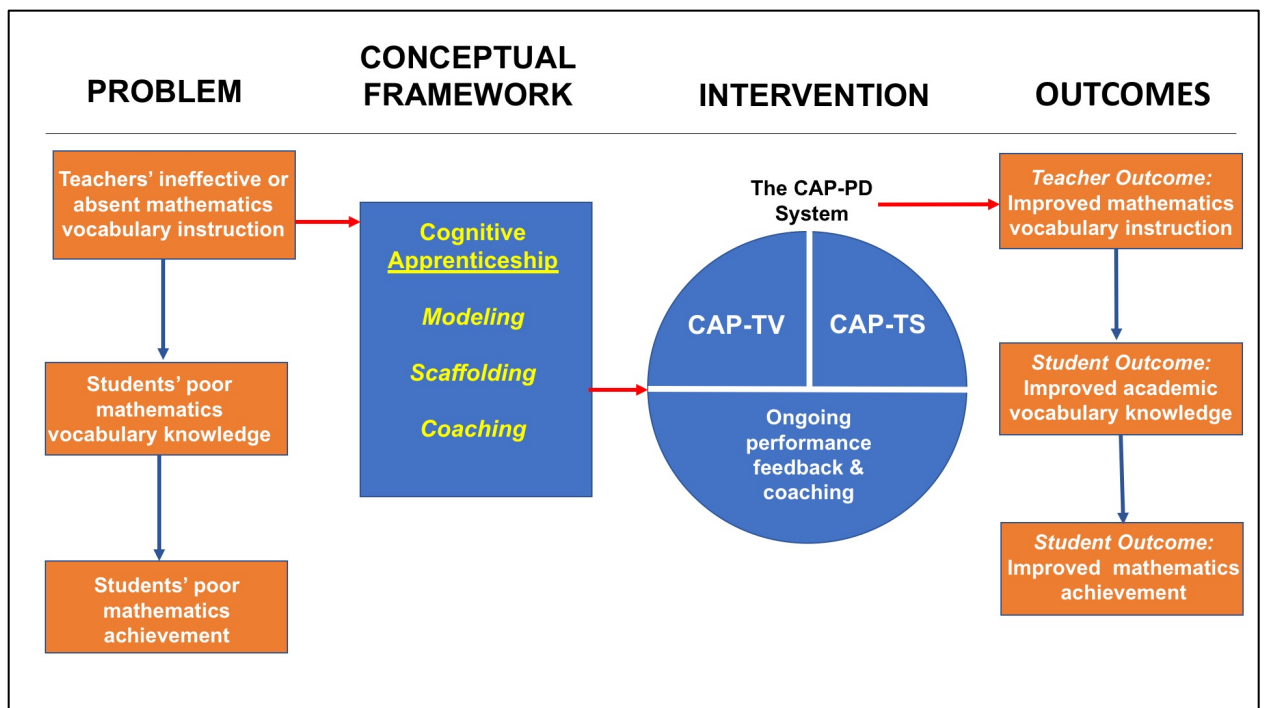 PROBLEM
CONCEPTUAL
FRAMEWORK
INTERVENTION
OUTCOMES
Teachers’ ineffective or
absent mathematics
vocabulary instruction
Students’ poor
mathematics
vocabulary knowledge
Students’ poor
mathematics
achievement
Cognitive
Apprenticeship
Modeling
Scaffolding
Coaching
The CAP-PD
System
CAP-TV
CAP-TS
Ongoing
performance
feedback &
coaching
Teacher Outcome:
Improved mathematics
vocabulary instruction
Student Outcome:
Improved academic
vocabulary knowledge
Student Outcome:
Improved mathematics
achievement